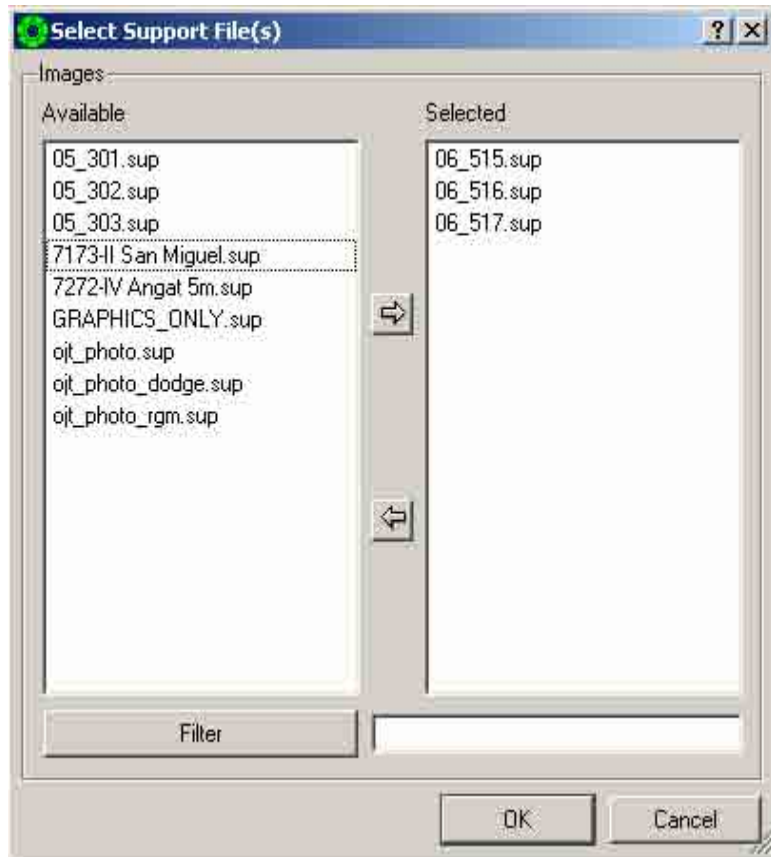 Select Support File(s)
Images
Available
Selected
05_301.sup
05_302.sup
05_303.sup
7173-II San Miguel.sup
7272-IV Angat 5m.sup
GRAPHICS_ONLY.sup
ojt_photo.sup
ojt_photo_dodge.sup
ojt_photo_rgm.sup
06_515.sup
06_516.sup
06_517.sup
Filter
OK
Cancel